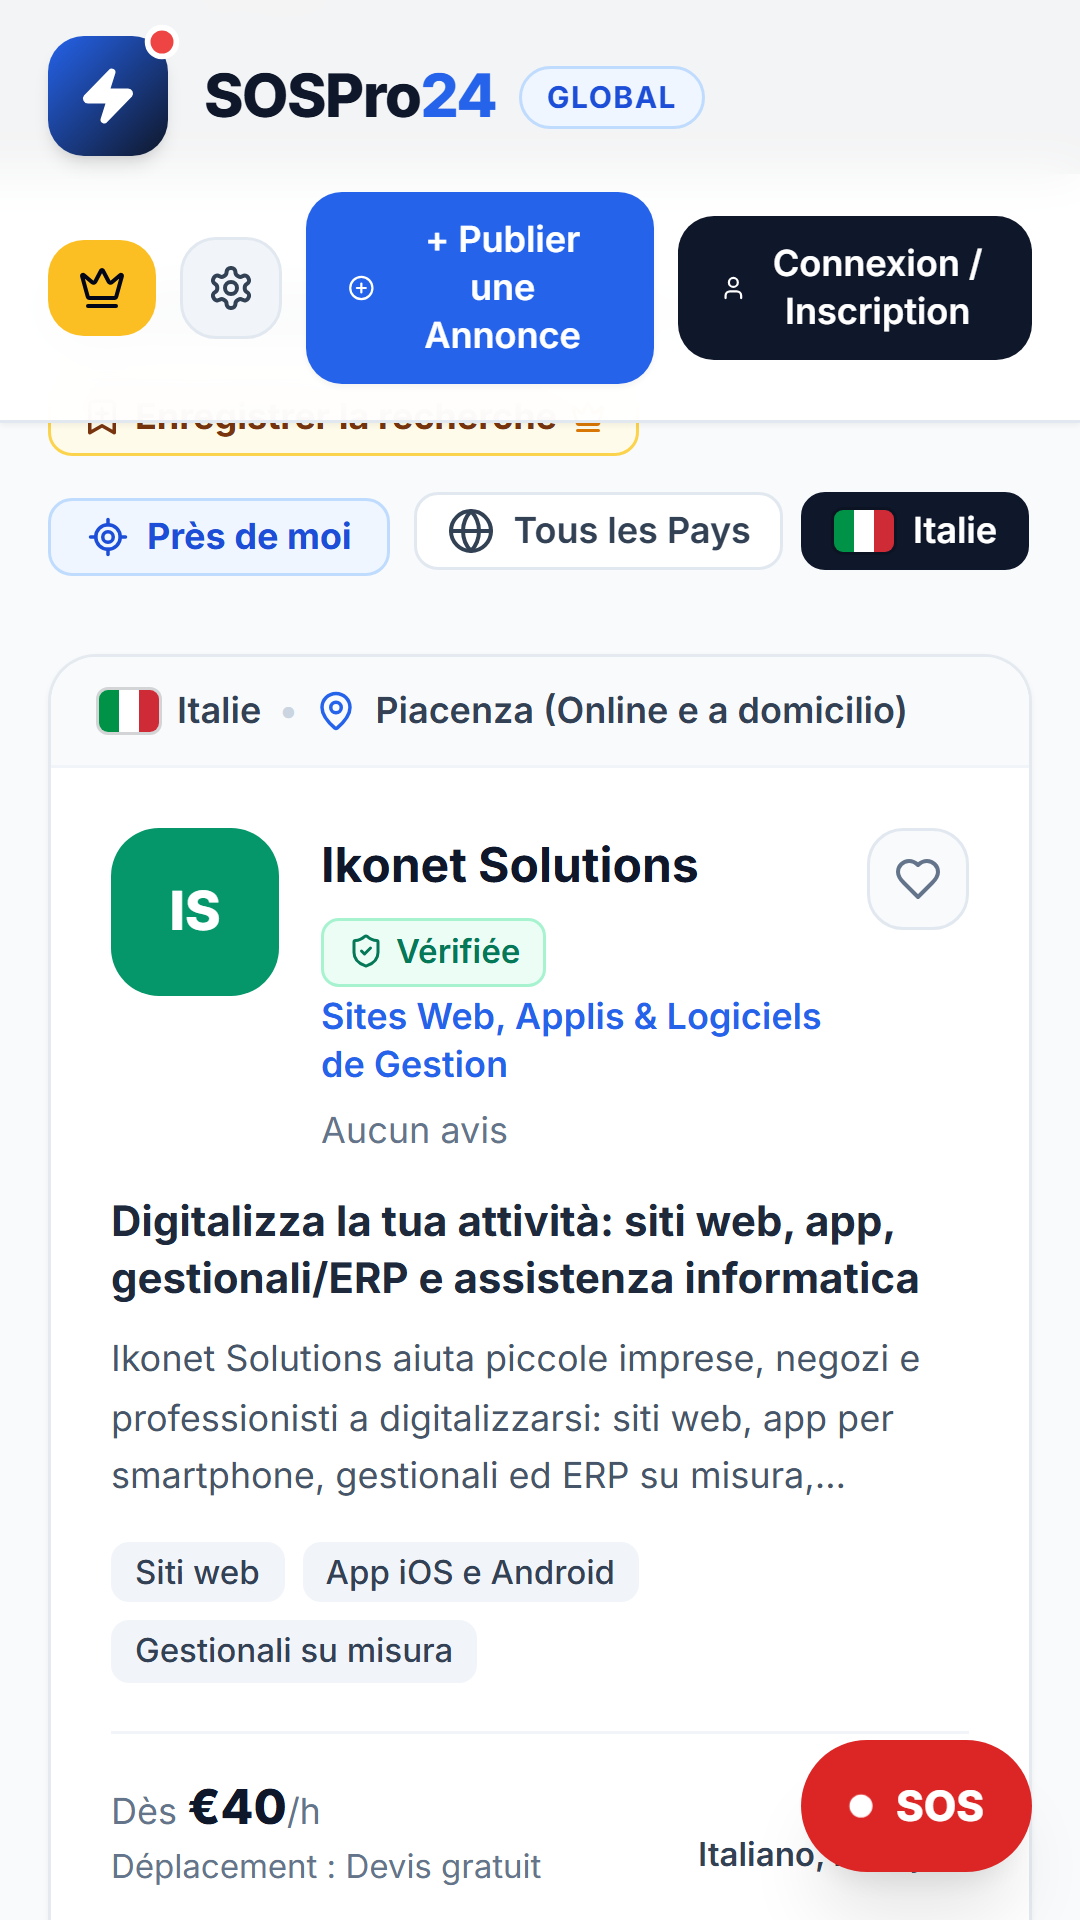 SOSPro24
GLOBAL
+ Publier
une
Annonce
Connexion /
Inscription
Enregistrer la recherche
Près de moi
Tous les Pays
Italie
Italie • Piacenza (Online e a domicilio)
IS
Ikonet Solutions
Vérifiée
Sites Web, Applis & Logiciels
de Gestion
Aucun avis
Digitalizza la tua attività: siti web, app,
gestionali/ERP e assistenza informatica
Ikonet Solutions aiuta piccole imprese, negozi e
professionisti a digitalizzarsi: siti web, app per
smartphone, gestionali ed ERP su misura,...
Siti web
App iOS e Android
Gestionali su misura
Dès €40/h
Déplacement : Devis gratuit
Italiano,
SOS